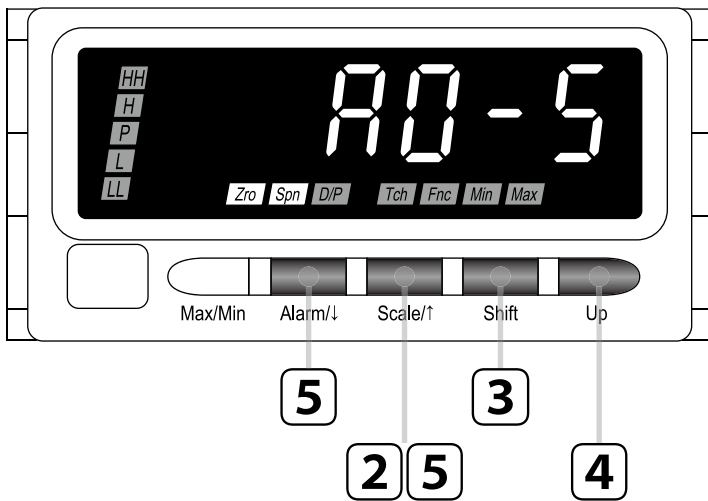 HH
H
P
L
LL
AO-S
Zro Spn D/P Tch Fnc Min Max
Max/Min Alarm/↓ Scale/↑ Shift Up
5 3
2 5 4